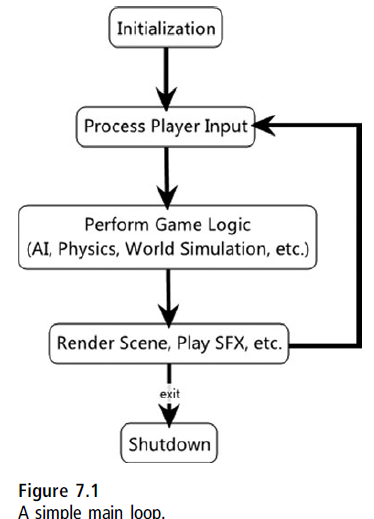 Initialization
Process Player Input
Perform Game Logic
(AI, Physics, World Simulation, etc.)
Render Scene, Play SFX, etc.
exit
Shutdown
Figure 7.1
A simple main loop.